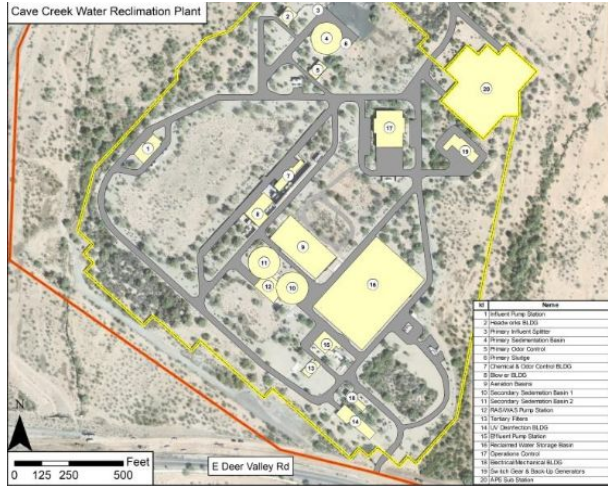 Cave Creek Water Reclamation Plant
2
3
4
6
5
20
17
1
19
7
8
9
11
12
10
16
15
13
18
14
Id Name
1 Influent Pump Station
2 Headworks BLDG
3 Primary Influent Splitter
4 Primary Sedimentation Basin
5 Primary Odor Control
6 Primary Sludge
7 Chemical & Odor Control BLDG
8 Blower BLDG
9 Aeration Basins
10 Secondary Sedimentation Basin 1
11 Secondary Sedimentation Basin 2
12 RAS/WAS Pump Station
13 Tertiary Filters
14 UV Disinfection BLDG
15 Effluent Pump Station
16 Reclaimed Water Storage Basin
17 Operations Control
18 Electrical/Mechanical BLDG
19 Switch Gear & Back-Up Generators
20 APS Sub Station
N
Feet
0 125 250 500
E Deer Valley Rd